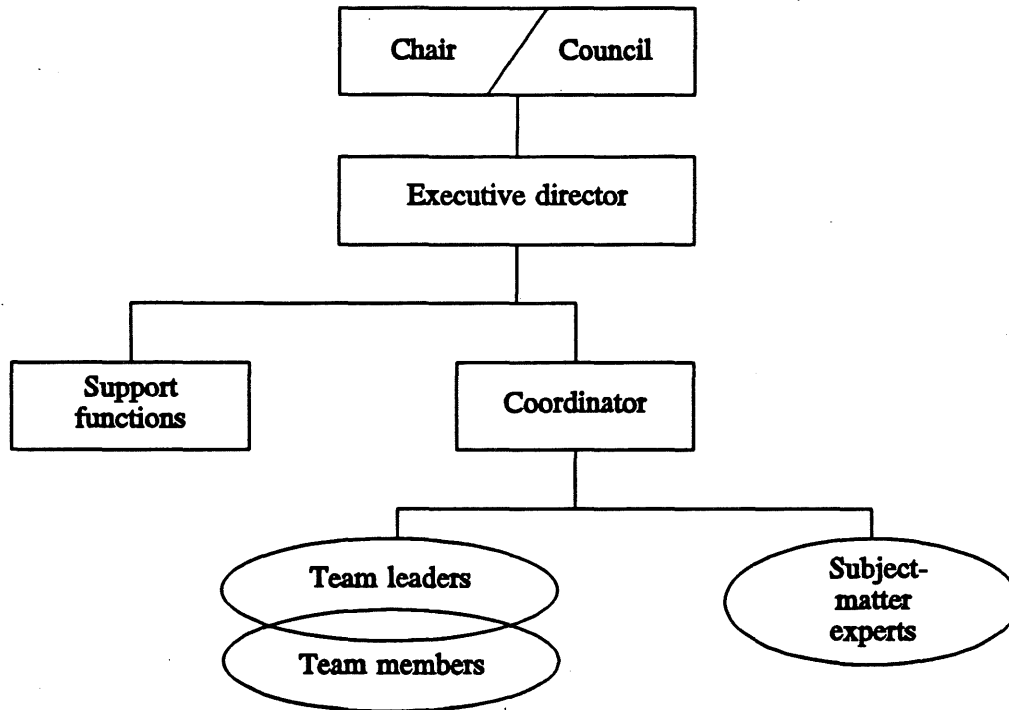 Chair Council
Executive director
Support
functions
Coordinator
Team leaders
Team members
Subject-
matter
experts